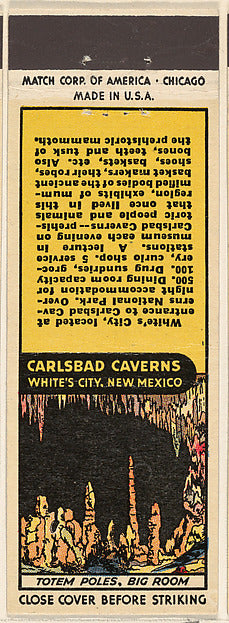 MATCH CORP. OF AMERICA · CHICAGO
MADE IN U.S.A.
White's City, located at
entrance to Carlsbad Cav-
erns National Park. Over-
night accommodation for
500. Dining room capacity
100. Drug sundries, groc-
ery, curio shop. 5 service
stations. A lecture in
museum each evening on
Carlsbad Caverns—prehis-
toric people and animals
that once lived in this
region, exhibits of mum-
mified bodies of the ancient
basket makers, their robes,
shoes, baskets, etc. Also
bones, teeth and tusk of
the prehistoric mammoth.
CARLSBAD CAVERNS
WHITE'S CITY, NEW MEXICO
TOTEM POLES, BIG ROOM
CLOSE COVER BEFORE STRIKING